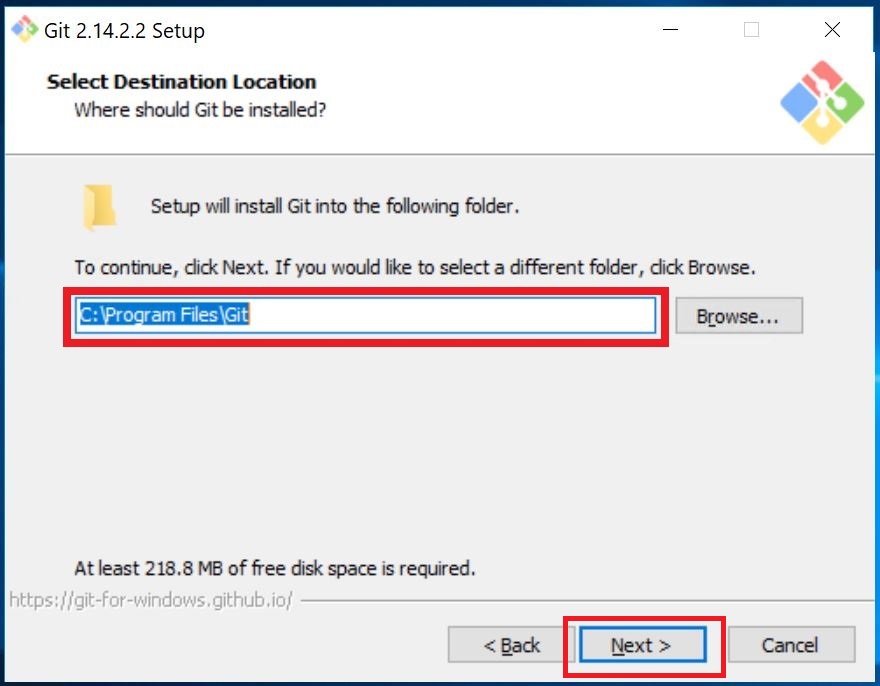 Git 2.14.2.2 Setup
Select Destination Location
Where should Git be installed?
Setup will install Git into the following folder.
To continue, click Next. If you would like to select a different folder, click Browse.
C:\Program Files\Git
Browse...
At least 218.8 MB of free disk space is required.
https://git-for-windows.github.io/
< Back
Next >
Cancel